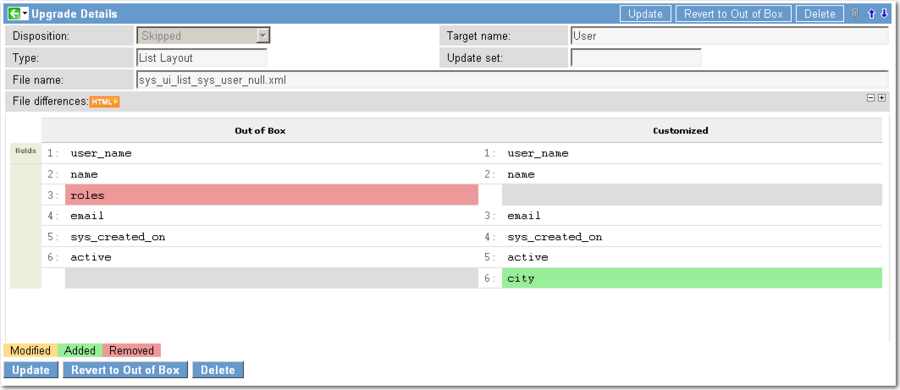 Upgrade Details Update Revert to Out of Box Delete
Disposition: Skipped Target name: User
Type: List Layout Update set:
File name: sys_ui_list_sys_user_null.xml
File differences: HTML
Out of Box Customized
fields 1: user_name 1: user_name
2: name 2: name
3: roles
4: email 3: email
5: sys_created_on 4: sys_created_on
6: active 5: active
6: city
Modified Added Removed
Update Revert to Out of Box Delete